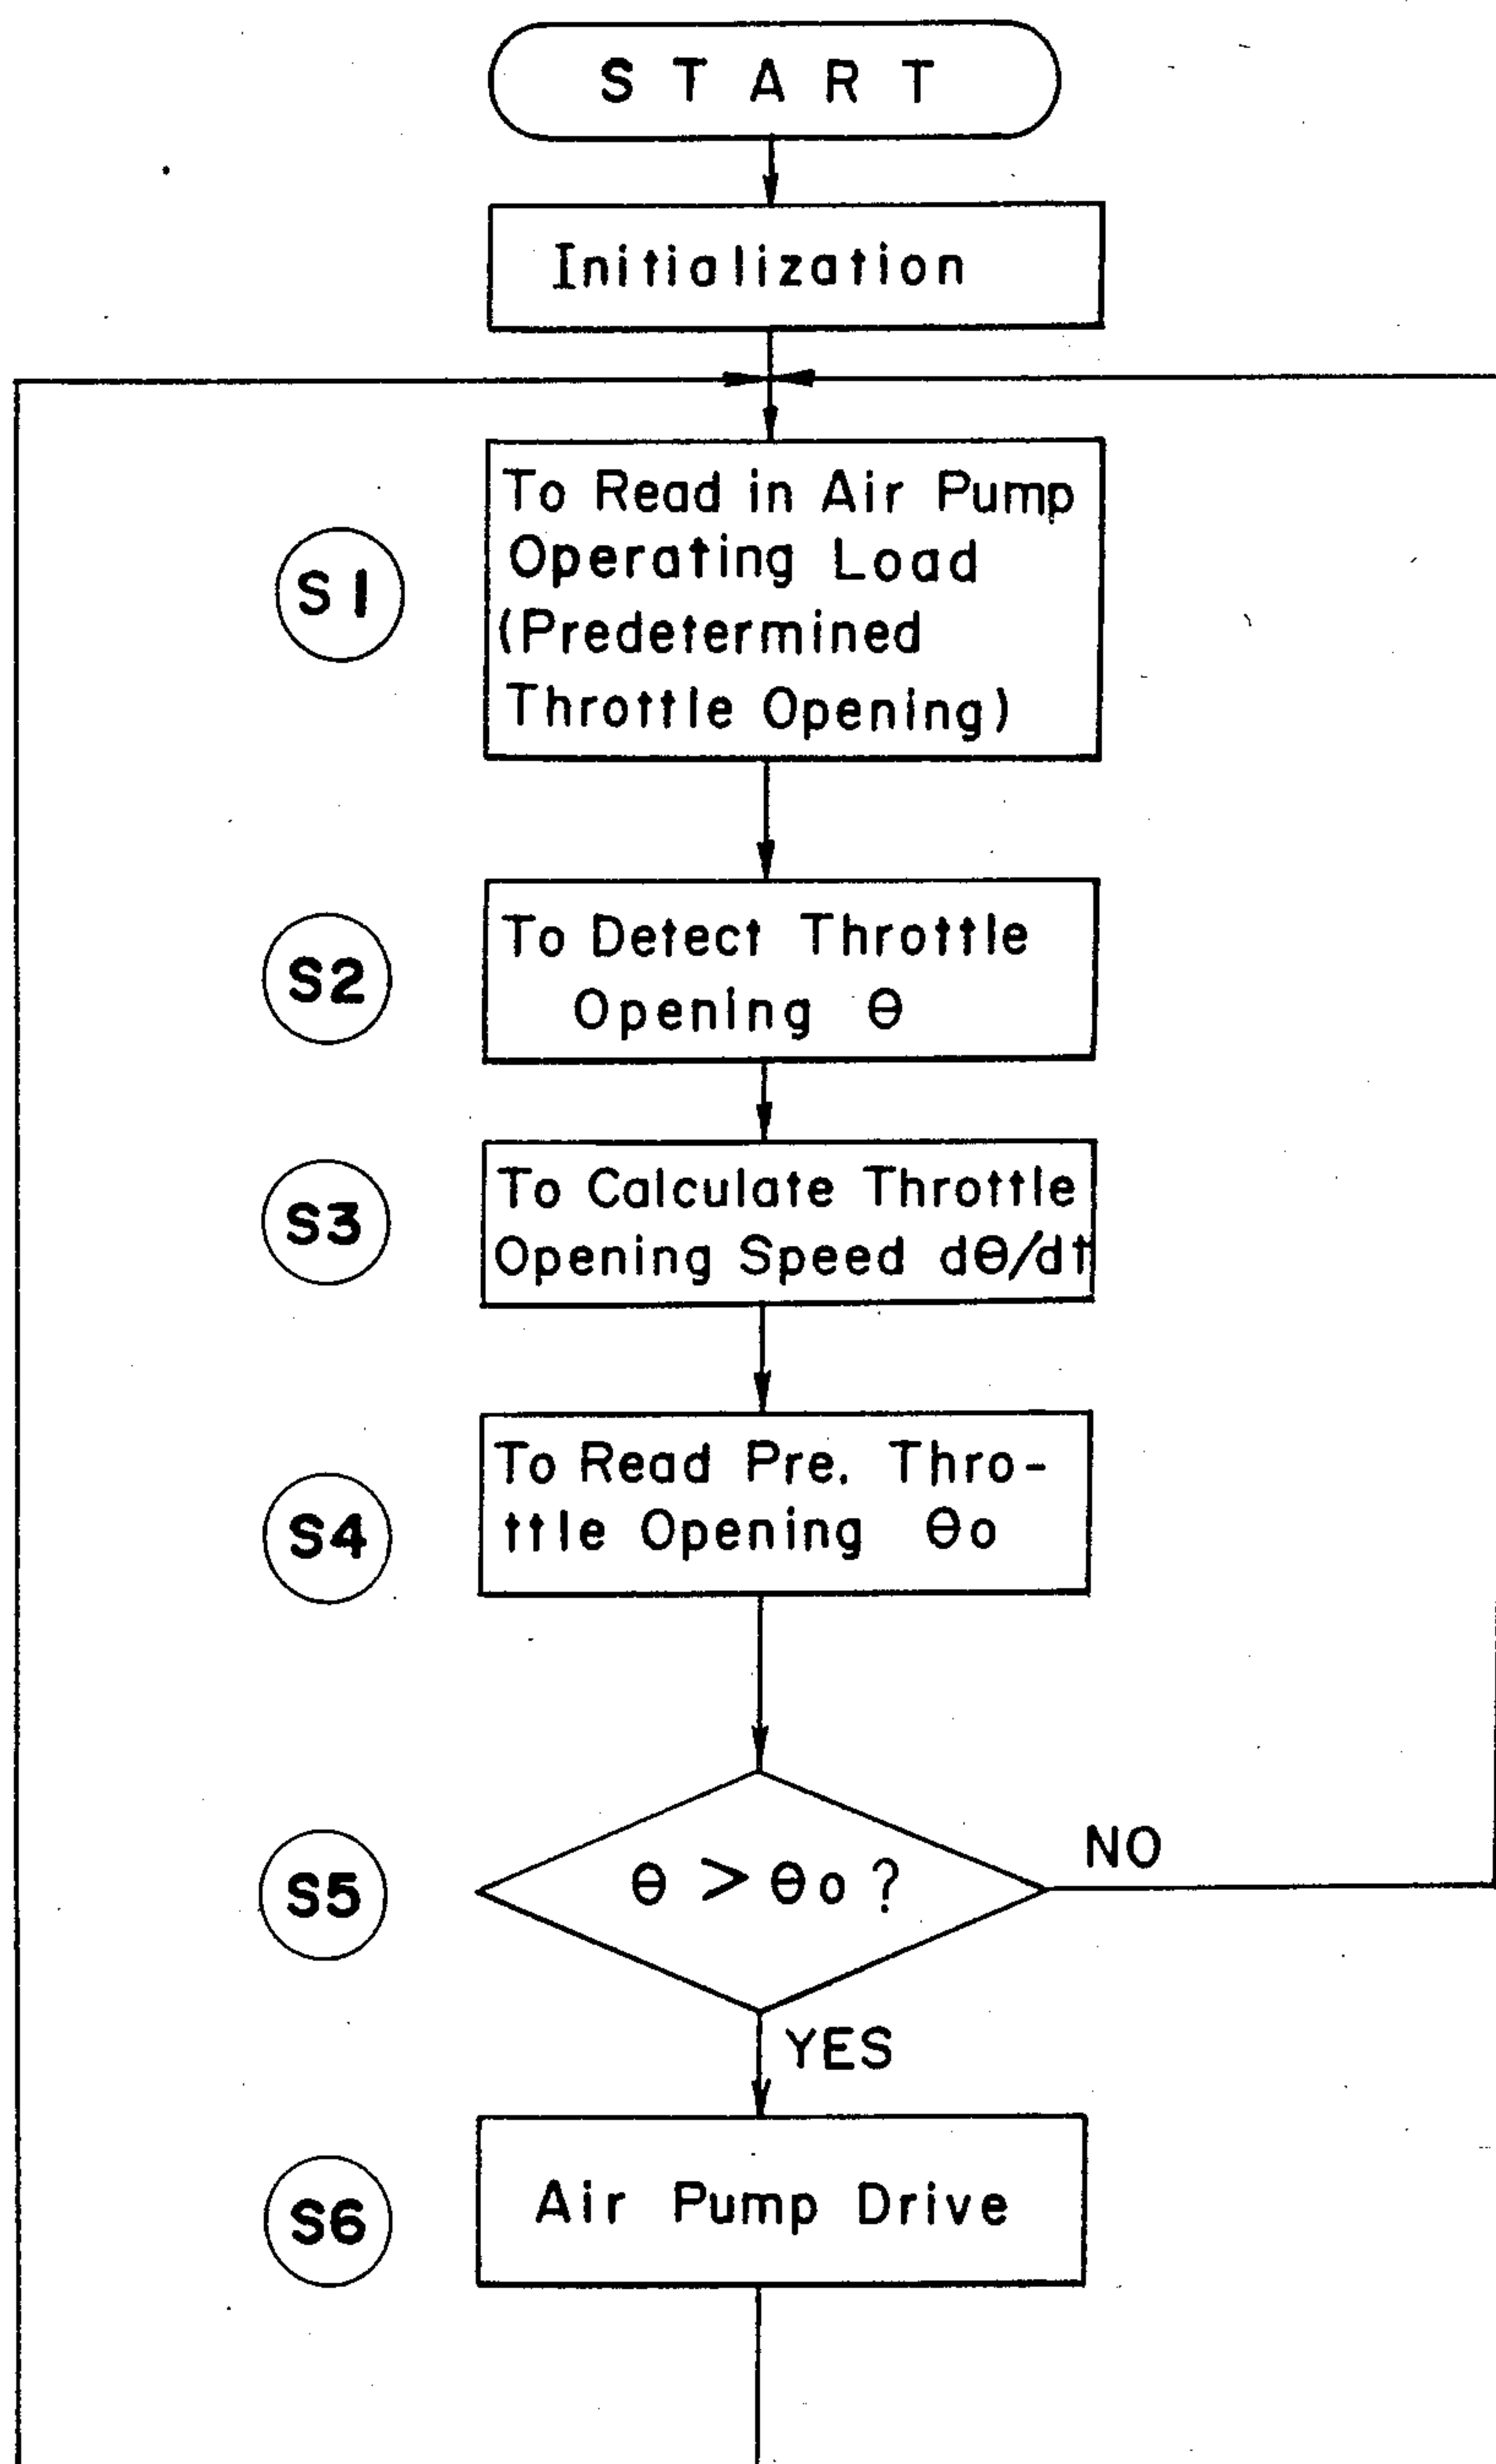 START
Initialization
S1
To Read in Air Pump
Operating Load
(Predetermined
Throttle Opening)
S2
To Detect Throttle
Opening θ
S3
To Calculate Throttle
Opening Speed dθ/dt
S4
To Read Pre. Thro-
ttle Opening θo
S5
θ > θo ?
NO
YES
S6
Air Pump Drive